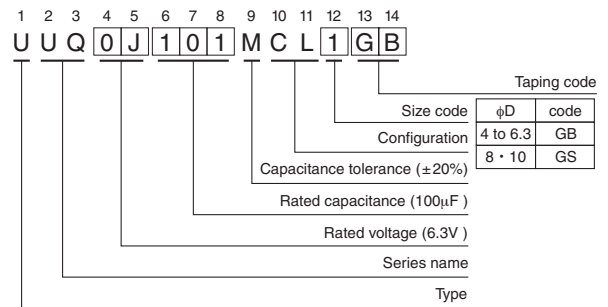 1 2 3 4 5 6 7 8 9 10 11 12 13 14
U U Q 0 J 1 0 1 M C L 1 G B
Taping code
Size code
φD code
Configuration
4 to 6.3 GB
8・10 GS
Capacitance tolerance (±20%)
Rated capacitance (100μF )
Rated voltage (6.3V )
Series name
Type